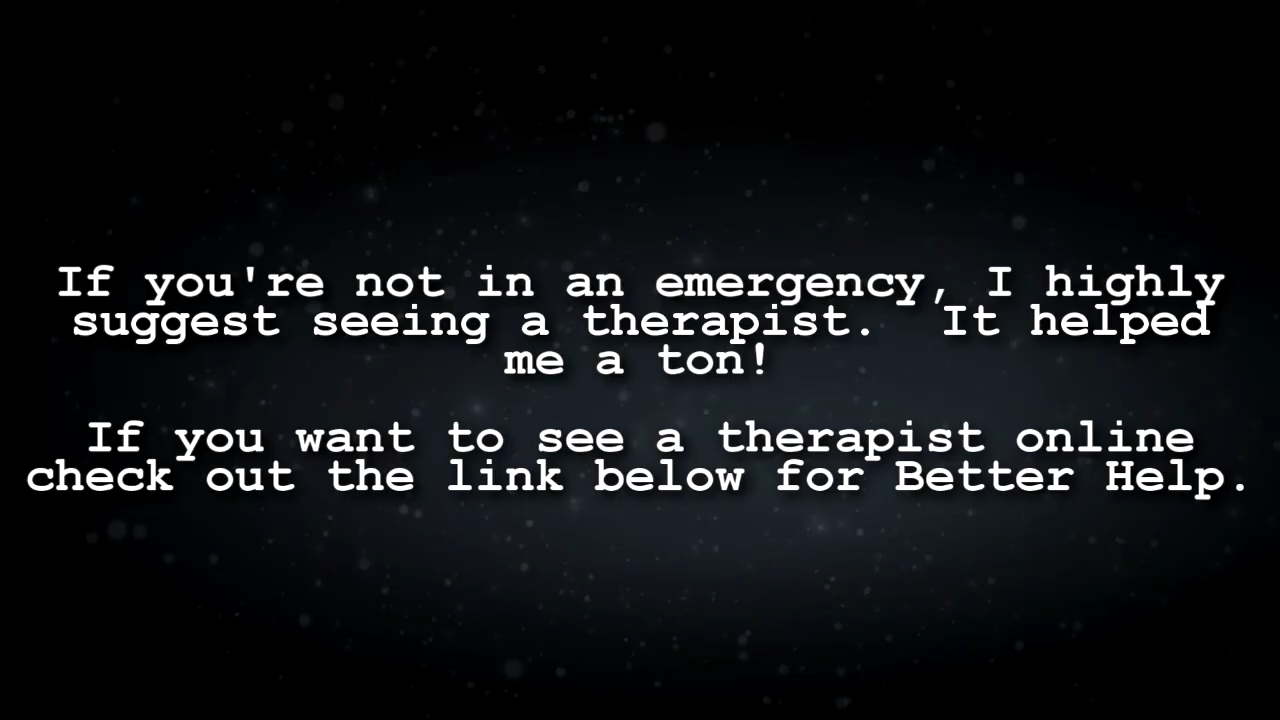 If you're not in an emergency, I highly
suggest seeing a therapist.  It helped
me a ton!
If you want to see a therapist online
check out the link below for Better Help.